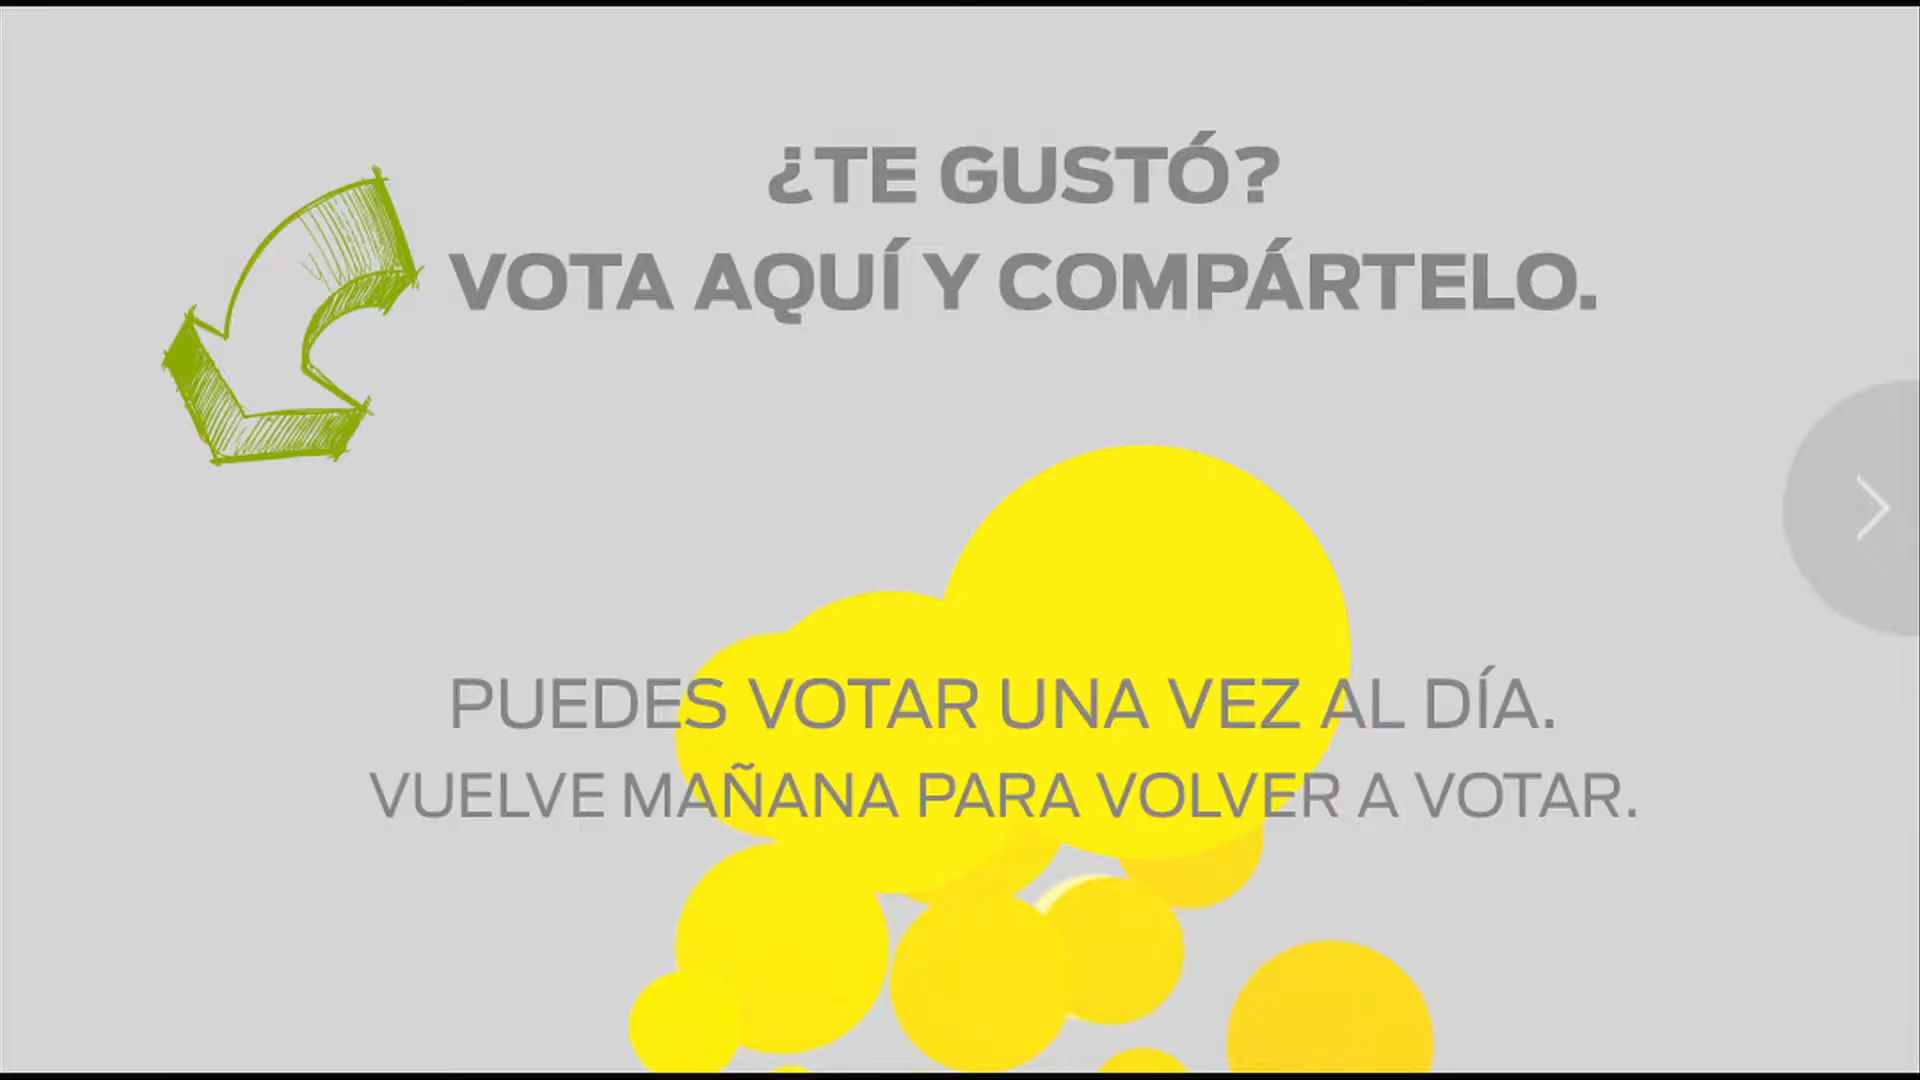 ¿TE GUSTÓ?
VOTA AQUÍ Y COMPÁRTELO.
PUEDES VOTAR UNA VEZ AL DÍA.
VUELVE MAÑANA PARA VOLVER A VOTAR.